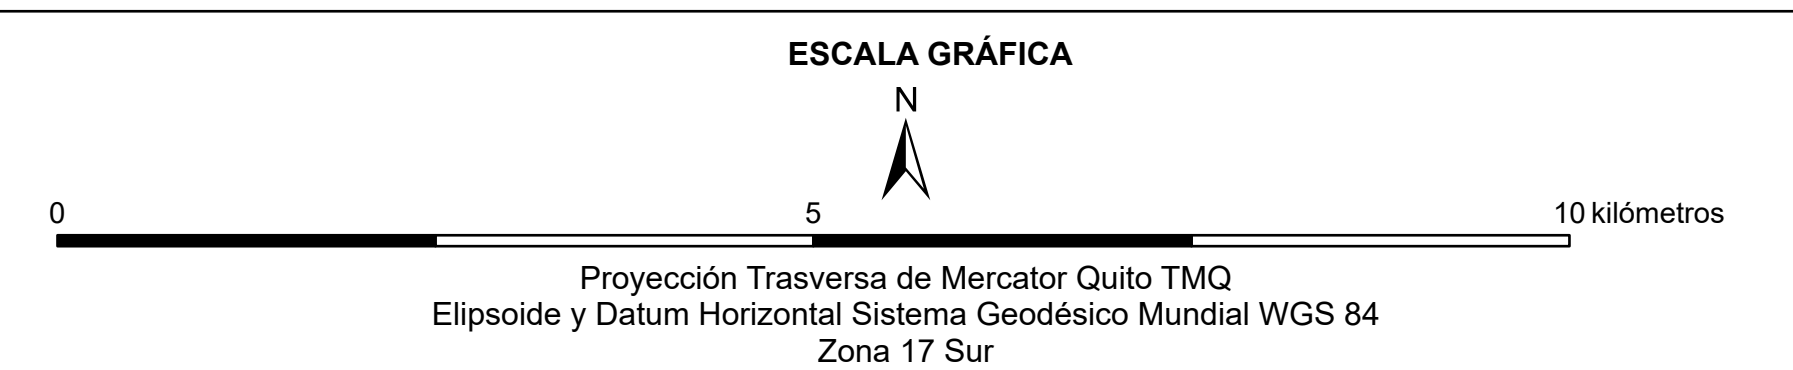 ESCALA GRÁFICA
N
0 5 10 kilómetros
Proyección Trasversa de Mercator Quito TMQ
Elipsoide y Datum Horizontal Sistema Geodésico Mundial WGS 84
Zona 17 Sur